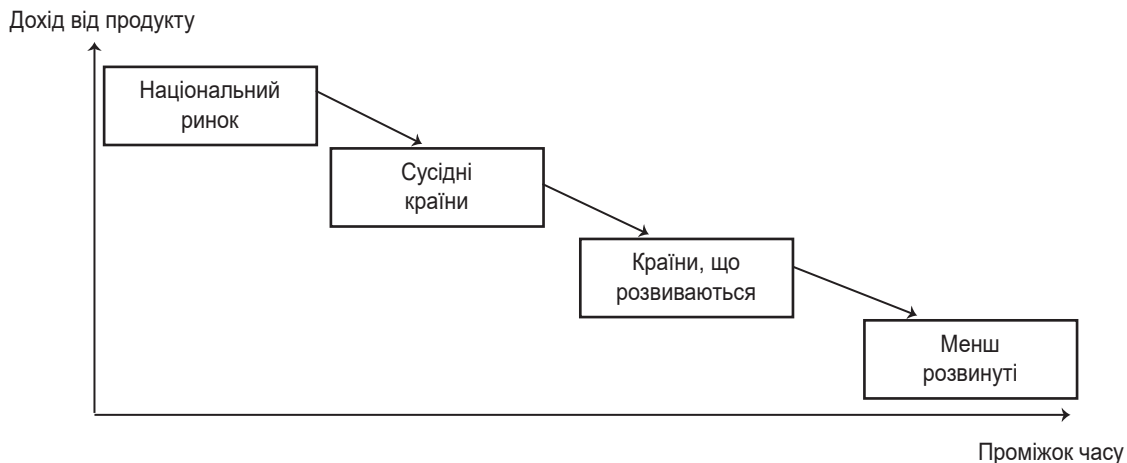 Дохід від продукту
Національний
ринок
Сусідні
країни
Країни, що
розвиваються
Менш
розвинуті
Проміжок часу